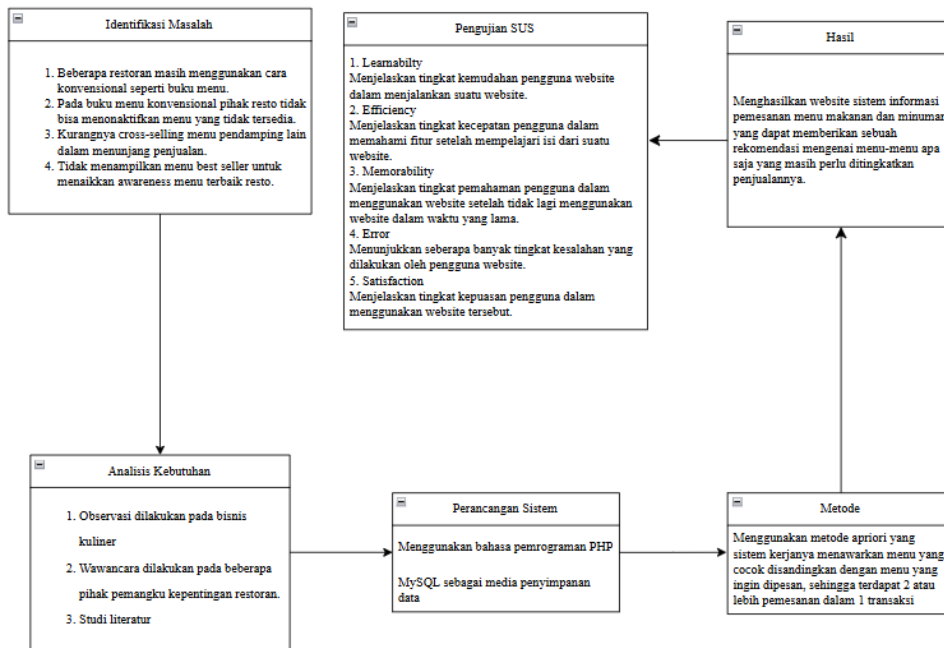 Identifikasi Masalah
1. Beberapa restoran masih menggunakan cara
konvensional seperti buku menu.
2. Pada buku menu konvensional pihak resto tidak
bisa menonaktifkan menu yang tidak tersedia.
3. Kurangnya cross-selling menu pendamping lain
dalam menunjang penjualan.
4. Tidak menampilkan menu best seller untuk
menaikkan awareness menu terbaik resto.
Analisis Kebutuhan
1. Observasi dilakukan pada bisnis
kuliner
2. Wawancara dilakukan pada beberapa
pihak pemangku kepentingan restoran.
3. Studi literatur
Perancangan Sistem
Menggunakan bahasa pemrograman PHP
MySQL sebagai media penyimpanan
data
Metode
Menggunakan metode apriori yang
sistem kerjanya menawarkan menu yang
cocok disandingkan dengan menu yang
ingin dipesan, sehingga terdapat 2 atau
lebih pemesanan dalam 1 transaksi
Hasil
Menghasilkan website sistem informasi
pemesanan menu makanan dan minuman
yang dapat memberikan sebuah
rekomendasi mengenai menu-menu apa
saja yang masih perlu ditingkatkan
penjualannya.
Pengujian SUS
1. Learnabilty
Menjelaskan tingkat kemudahan pengguna website
dalam menjalankan suatu website.
2. Efficiency
Menjelaskan tingkat kecepatan pengguna dalam
memahami fitur setelah mempelajari isi dari suatu
website.
3. Memorability
Menjelaskan tingkat pemahaman pengguna dalam
menggunakan website setelah tidak lagi menggunakan
website dalam waktu yang lama.
4. Error
Menunjukkan seberapa banyak tingkat kesalahan yang
dilakukan oleh pengguna website.
5. Satisfaction
Menjelaskan tingkat kepuasan pengguna dalam
menggunakan website tersebut.